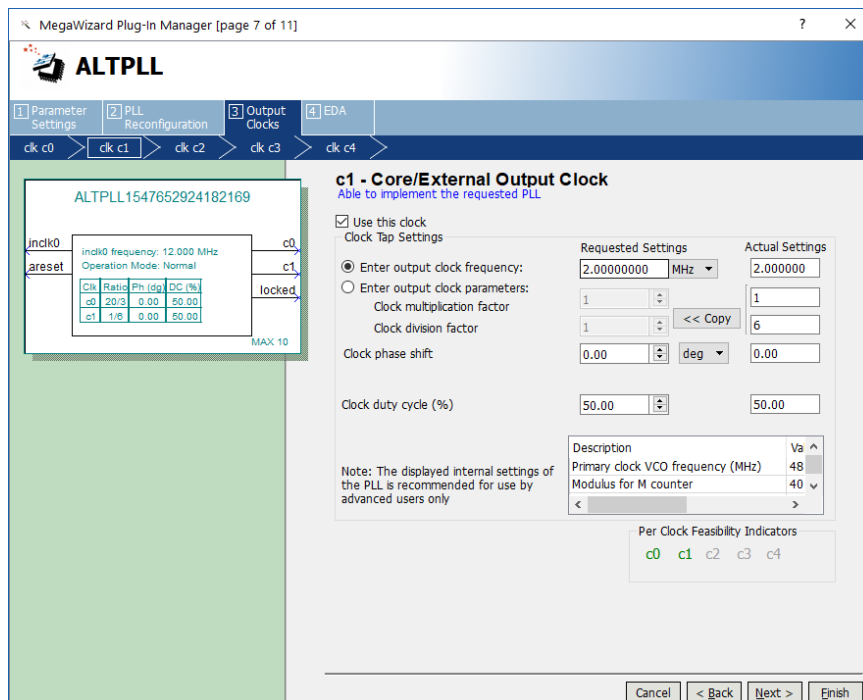 MegaWizard Plug-In Manager [page 7 of 11]
? ×
ALTPLL
1 Parameter Settings
2 PLL Reconfiguration
3 Output Clocks
4 EDA
clk c0
clk c1
clk c2
clk c3
clk c4
ALTPLL1547652924182169
inclk0
areset
inclk0 frequency: 12.000 MHz
Operation Mode: Normal
Clk Ratio Ph (dg) DC (%)
c0 20/3 0.00 50.00
c1 1/6 0.00 50.00
c0
c1
locked
MAX 10
c1 - Core/External Output Clock
Able to implement the requested PLL
Use this clock
Clock Tap Settings
Requested Settings
Actual Settings
Enter output clock frequency:
2.00000000
MHz
2.000000
Enter output clock parameters:
Clock multiplication factor
1
1
<< Copy
Clock division factor
1
6
Clock phase shift
0.00
deg
0.00
Clock duty cycle (%)
50.00
50.00
Note: The displayed internal settings of
the PLL is recommended for use by
advanced users only
Description Va
Primary clock VCO frequency (MHz) 48
Modulus for M counter 40
Per Clock Feasibility Indicators
c0 c1 c2 c3 c4
Cancel
< Back
Next >
Finish